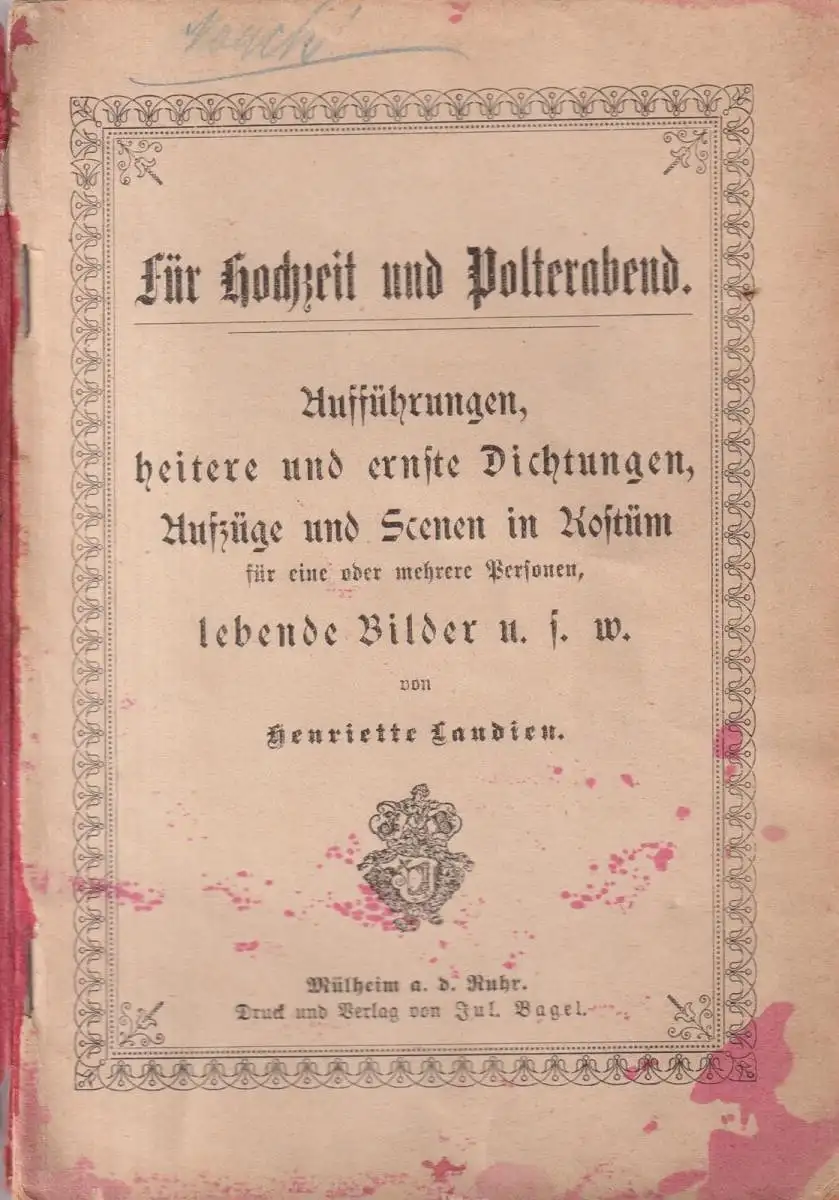 Für Hochzeit und Polterabend.
Aufführungen,
heitere und ernste Dichtungen,
Aufzüge und Scenen in Kostüm
für eine oder mehrere Personen,
lebende Bilder u. s. w.
von
Henriette Landien.
Mülheim a. d. Ruhr.
Druck und Verlag von Jul. Bagel.